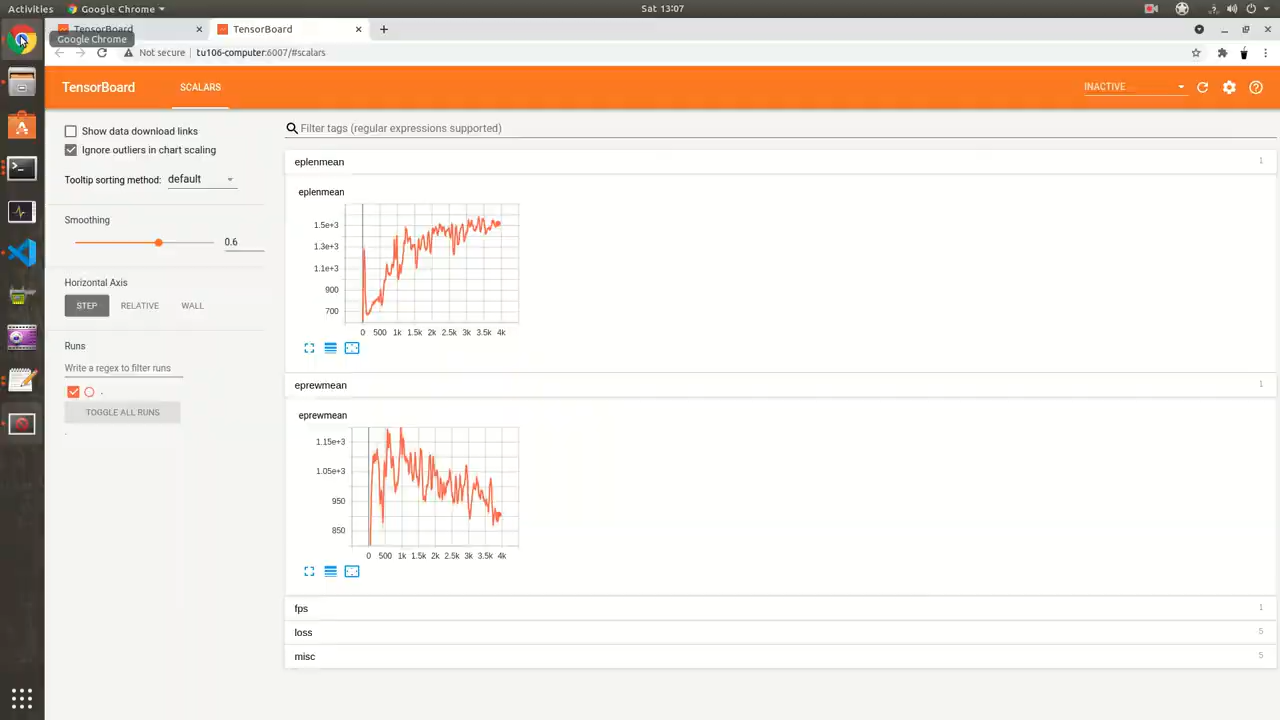 Activities Google Chrome Sat 13:07
TensorBoard TensorBoard
Google Chrome
Not secure tu106-computer:6007/#scalars
TensorBoard SCALARS INACTIVE
Show data download links
Ignore outliers in chart scaling
Tooltip sorting method: default
Smoothing
0.6
Horizontal Axis
STEP RELATIVE WALL
Runs
Write a regex to filter runs
.
TOGGLE ALL RUNS
.
Filter tags (regular expressions supported)
eplenmean 1
eplenmean
1.5e+3
1.3e+3
1.1e+3
900
700
0 500 1k 1.5k 2k 2.5k 3k 3.5k 4k
eprewmean 1
eprewmean
1.15e+3
1.05e+3
950
850
0 500 1k 1.5k 2k 2.5k 3k 3.5k 4k
fps 1
loss 5
misc 5